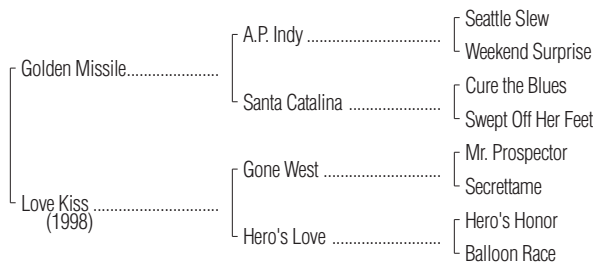 Seattle Slew
A.P. Indy ..............................
Weekend Surprise
Golden Missile.....................
Cure the Blues
Santa Catalina .....................
Swept Off Her Feet
Mr. Prospector
Gone West ...........................
Secrettame
Love Kiss .............................
(1998)
Hero's Honor
Hero's Love .........................
Balloon Race